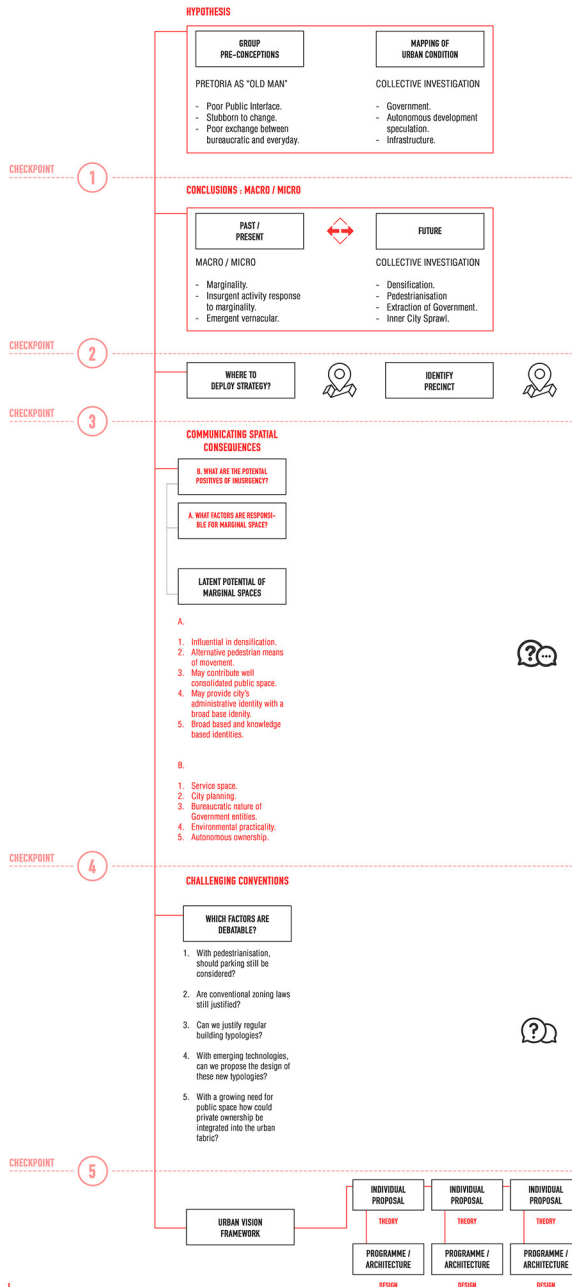 HYPOTHESIS
GROUP
PRE-CONCEPTIONS
PRETORIA AS “OLD MAN”
- Poor Public Interface.
- Stubborn to change.
- Poor exchange between
bureaucratic and everyday.
MAPPING OF
URBAN CONDITION
COLLECTIVE INVESTIGATION
- Government.
- Autonomous development
speculation.
- Infrastructure.
CHECKPOINT
1
CONCLUSIONS : MACRO / MICRO
PAST /
PRESENT
MACRO / MICRO
- Marginality.
- Insurgent activity response
to marginality.
- Emergent vernacular.
FUTURE
COLLECTIVE INVESTIGATION
- Densification.
- Pedestrianisation
- Extraction of Government.
- Inner City Sprawl.
CHECKPOINT
2
WHERE TO
DEPLOY STRATEGY?
IDENTIFY
PRECINCT
CHECKPOINT
3
COMMUNICATING SPATIAL
CONSEQUENCES
B. WHAT ARE THE POTENTAL
POSITIVES OF INUSRGENCY?
A. WHAT FACTORS ARE RESPONSI-
BLE FOR MARGINAL SPACE?
LATENT POTENTIAL OF
MARGINAL SPACES
A.
1. Influential in densification.
2. Alternative pedestrian means
of movement.
3. May contribute well
consolidated public space.
4. May provide city's
administrative identity with a
broad base idenity.
5. Broad based and knowledge
based identities.
B.
1. Service space.
2. City planning.
3. Bureaucratic nature of
Government entities.
4. Environmental practicality.
5. Autonomous ownership.
CHECKPOINT
4
CHALLENGING CONVENTIONS
WHICH FACTORS ARE
DEBATABLE?
1. With pedestrianisation,
should parking still be
considered?
2. Are conventional zoning laws
still justified?
3. Can we justify regular
building typologies?
4. With emerging technologies,
can we propose the design of
these new typologies?
5. With a growing need for
public space how could
private ownership be
integrated into the urban
fabric?
CHECKPOINT
5
URBAN VISION
FRAMEWORK
INDIVIDUAL
PROPOSAL
INDIVIDUAL
PROPOSAL
INDIVIDUAL
PROPOSAL
THEORY
THEORY
THEORY
PROGRAMME /
ARCHITECTURE
PROGRAMME /
ARCHITECTURE
PROGRAMME /
ARCHITECTURE
DESIGN
DESIGN
DESIGN